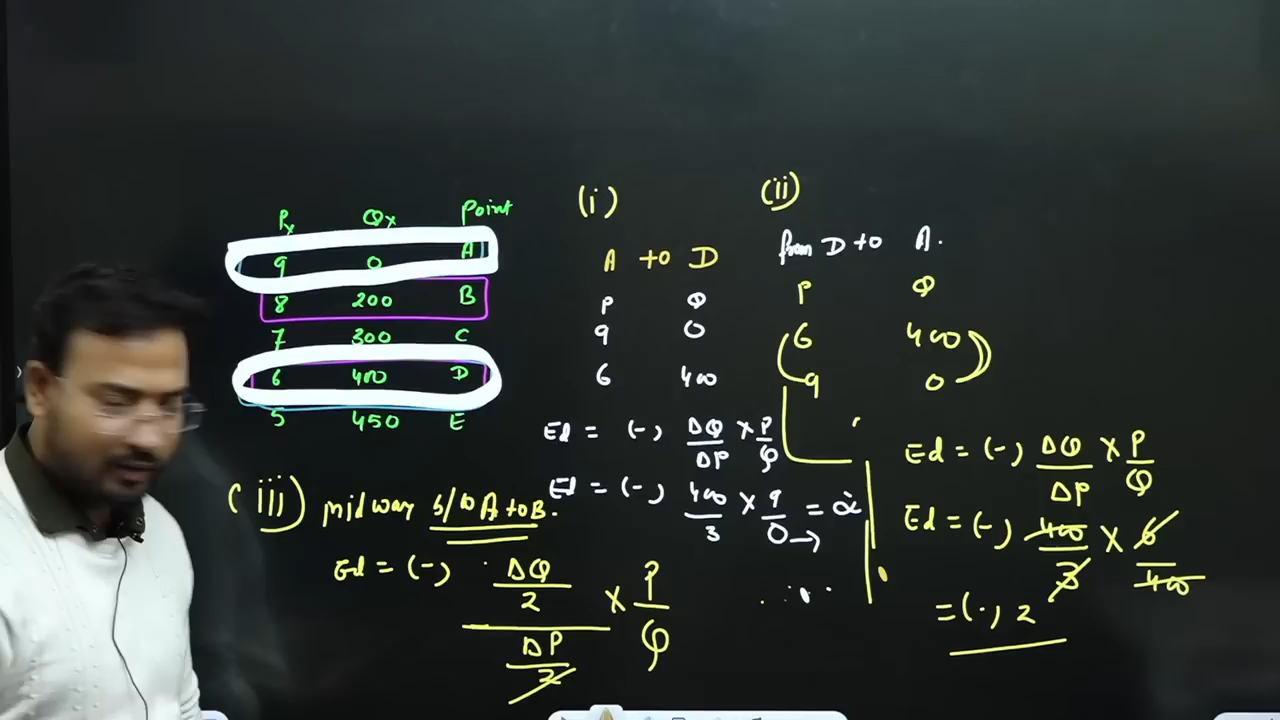 Px Qx Point
9 0 A
8 200 B
7 300 C
6 400 D
5 450 E
(i)
A to D
P Q
9 0
6 400
Ed = (-) ΔQ/ΔP × P/Q
Ed = (-) 400/3 × 9/0 = α
(ii)
from D to A.
P Q
6 400
9 0
Ed = (-) ΔQ/ΔP × P/Q
Ed = (-) 400/3 × 6/400
= (-) 2
(iii) midway b/w A to B.
Ed = (-) ΔQ/2 / ΔP/2 × P/Q